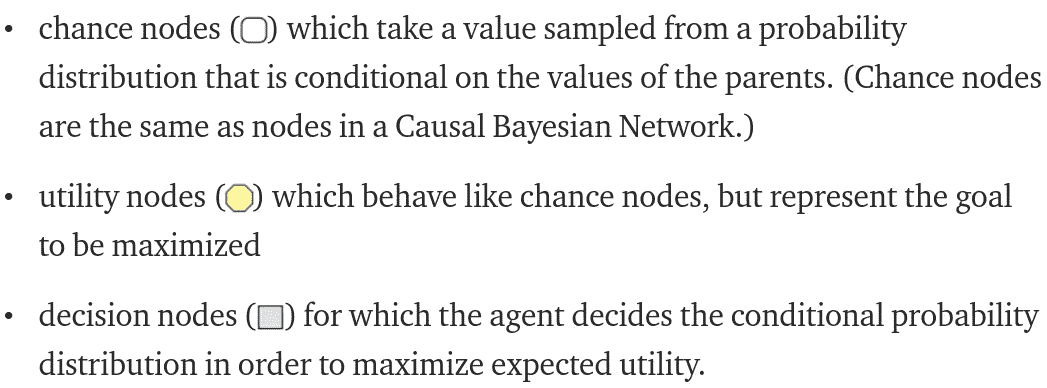 • chance nodes () which take a value sampled from a probability
distribution that is conditional on the values of the parents. (Chance nodes
are the same as nodes in a Causal Bayesian Network.)
• utility nodes () which behave like chance nodes, but represent the goal
to be maximized
• decision nodes () for which the agent decides the conditional probability
distribution in order to maximize expected utility.